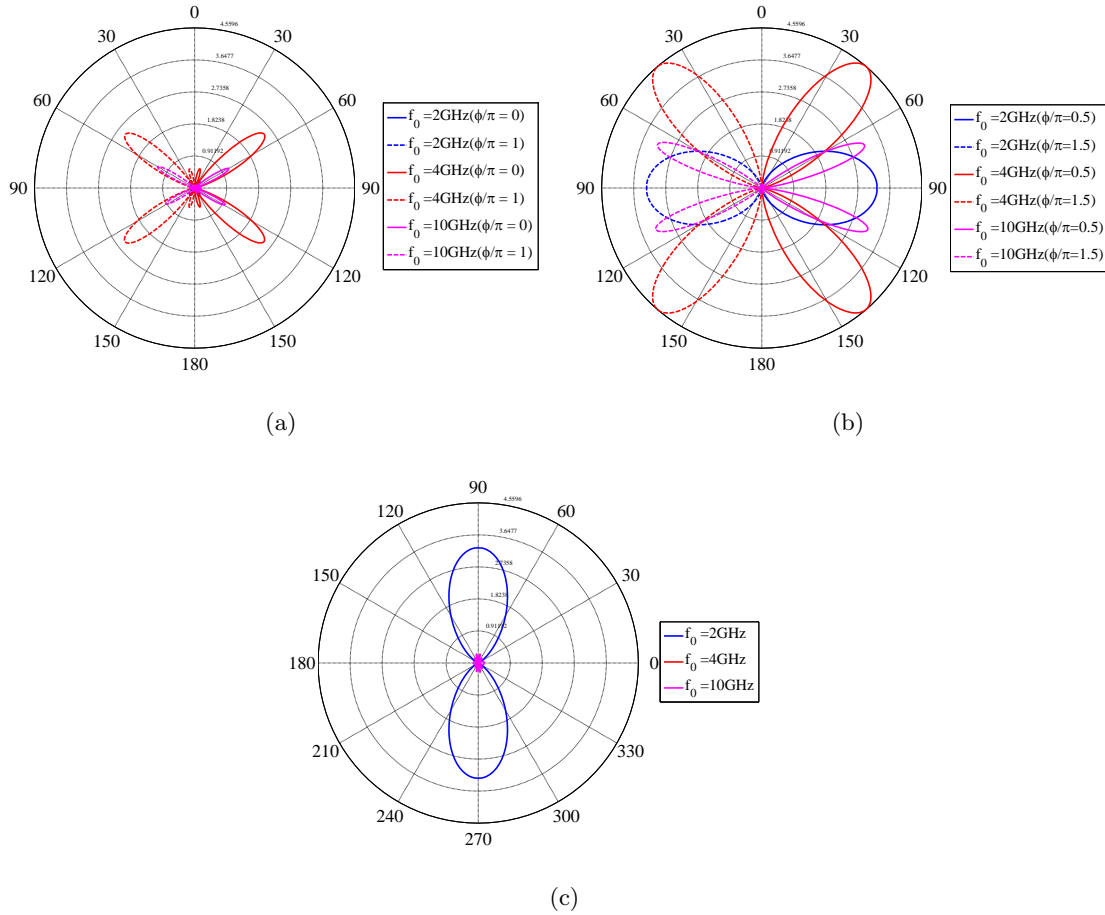 0
30
60
90
120
150
180
150
120
90
60
30
4.5596
3.6477
2.7358
1.8238
0.91192
f0=2GHz(ϕ/π = 0)
f0=2GHz(ϕ/π = 1)
f0=4GHz(ϕ/π = 0)
f0=4GHz(ϕ/π = 1)
f0=10GHz(ϕ/π = 0)
f0=10GHz(ϕ/π = 1)
(a)
0
30
60
90
120
150
180
150
120
90
60
30
4.5596
3.6477
2.7358
1.8238
0.91192
f0=2GHz(ϕ/π=0.5)
f0=2GHz(ϕ/π=1.5)
f0=4GHz(ϕ/π=0.5)
f0=4GHz(ϕ/π=1.5)
f0=10GHz(ϕ/π=0.5)
f0=10GHz(ϕ/π=1.5)
(b)
90
60
30
0
330
300
270
240
210
180
150
120
4.5596
3.6477
2.7358
1.8238
0.91192
f0=2GHz
f0=4GHz
f0=10GHz
(c)